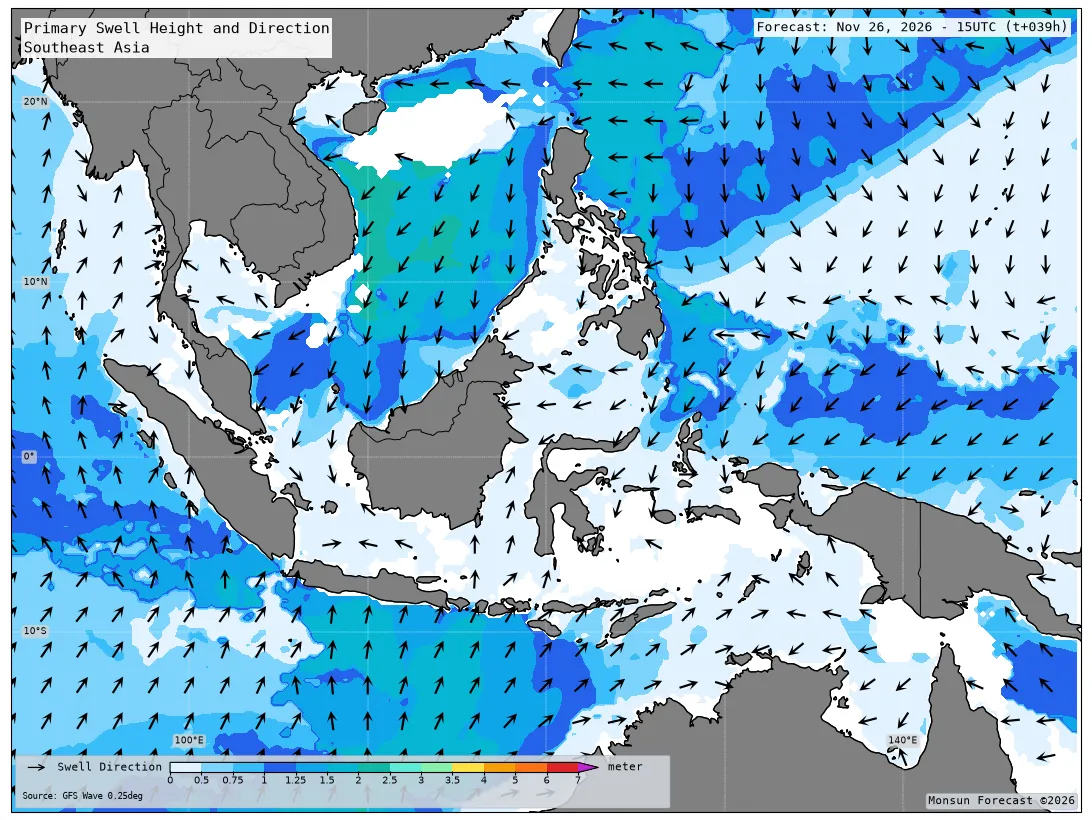 Primary Swell Height and Direction
Southeast Asia
Forecast: Nov 26, 2026 - 15UTC (t+039h)
20°N
10°N
0°
10°S
100°E
140°E
Swell Direction
0 0.5 0.75 1 1.25 1.5 2 2.5 3 3.5 4 5 6 7
meter
Source: GFS Wave 0.25deg
Monsun Forecast ©2026